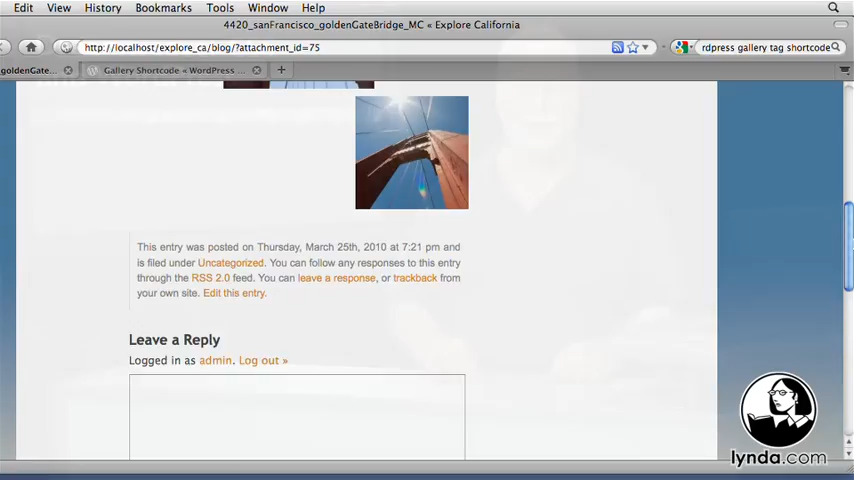 Edit View History Bookmarks Tools Window Help
4420_sanFrancisco_goldenGateBridge_MC « Explore California
http://localhost/explore_ca/blog/?attachment_id=75 rdpress gallery tag shortcode
goldenGate... Gallery Shortcode « WordPress ...
This entry was posted on Thursday, March 25th, 2010 at 7:21 pm and
is filed under Uncategorized. You can follow any responses to this entry
through the RSS 2.0 feed. You can leave a response, or trackback from
your own site. Edit this entry.
Leave a Reply
Logged in as admin. Log out »
lynda.com